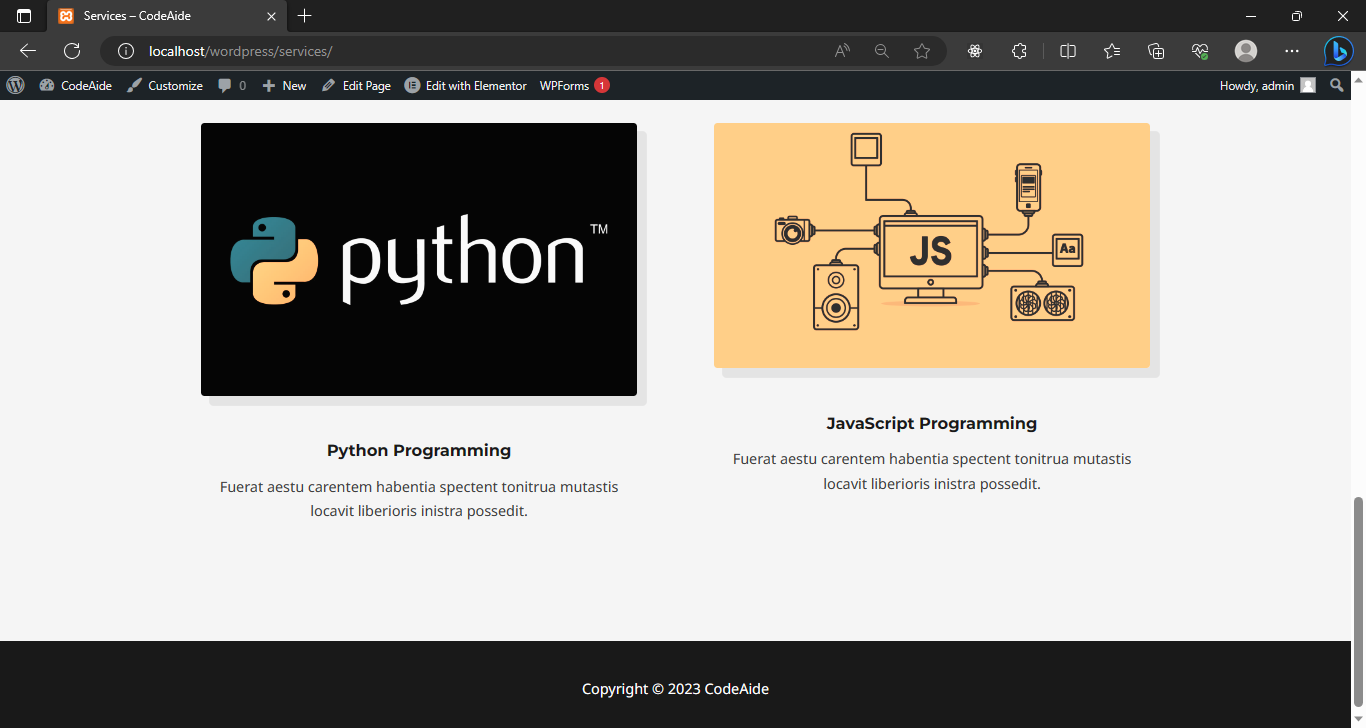 Services – CodeAide
localhost/wordpress/services/
CodeAide Customize 0 New Edit Page Edit with Elementor WPForms 1 Howdy, admin
python TM
JS
Aa
Python Programming
Fuerat aestu carentem habentia spectent tonitrua mutastis
locavit liberioris inistra possedit.
JavaScript Programming
Fuerat aestu carentem habentia spectent tonitrua mutastis
locavit liberioris inistra possedit.
Copyright © 2023 CodeAide